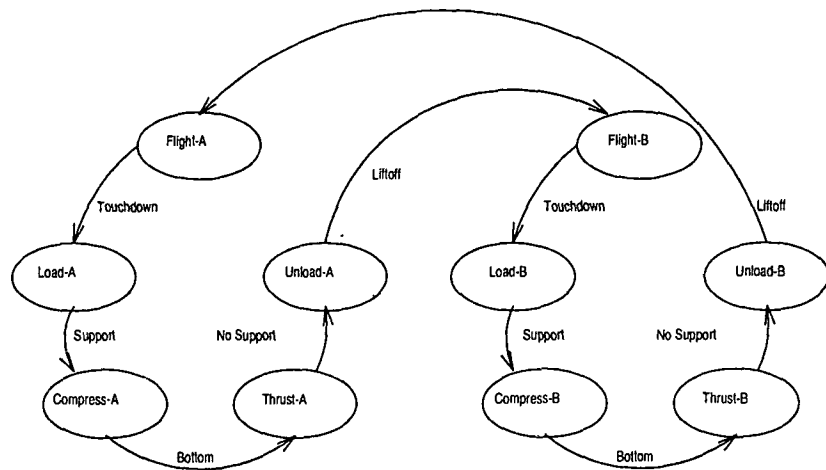 Flight-A
Flight-B
Liftoff
Touchdown
Touchdown
Liftoff
Load-A
Unload-A
Load-B
Unload-B
Support
No Support
Support
No Support
Compress-A
Thrust-A
Compress-B
Thrust-B
Bottom
Bottom